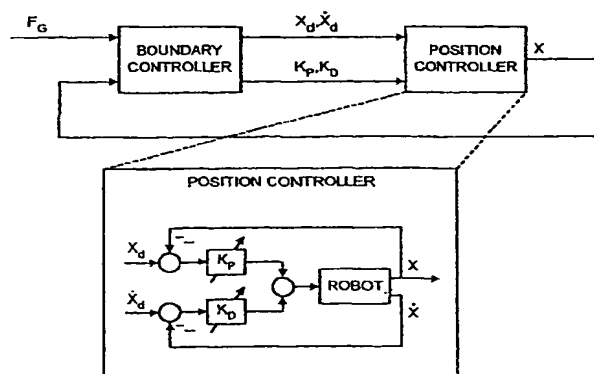 F_G
BOUNDARY
CONTROLLER
X_d,Ẋ_d
K_P,K_D
POSITION
CONTROLLER
X
POSITION CONTROLLER
X_d
K_P
Ẋ_d
K_D
ROBOT
X
Ẋ